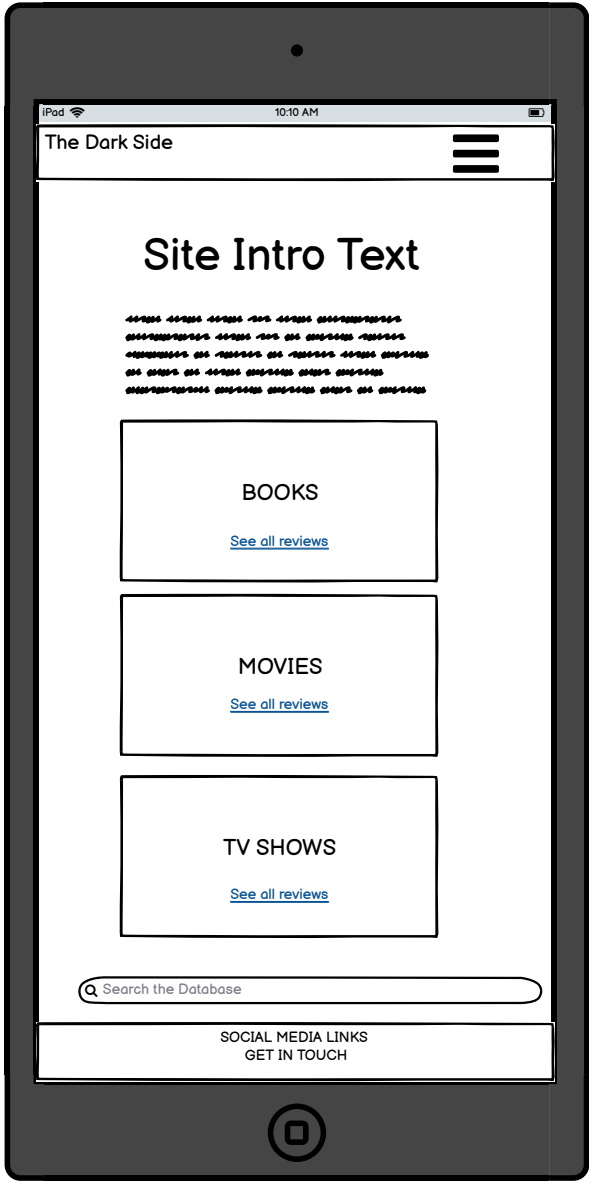 iPad 10:10 AM
The Dark Side
Site Intro Text
BOOKS
See all reviews
MOVIES
See all reviews
TV SHOWS
See all reviews
Search the Database
SOCIAL MEDIA LINKS
GET IN TOUCH